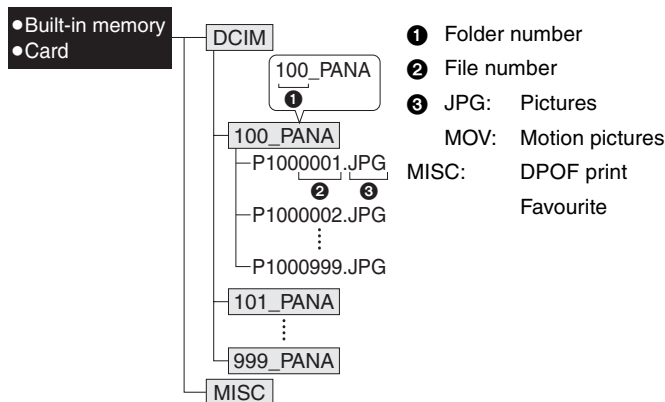 ●Built-in memory
●Card
DCIM
100_PANA
❶
100_PANA
P1000001.JPG
❷ ❸
P1000002.JPG
P1000999.JPG
101_PANA
999_PANA
MISC
❶ Folder number
❷ File number
❸ JPG: Pictures
MOV: Motion pictures
MISC: DPOF print
Favourite